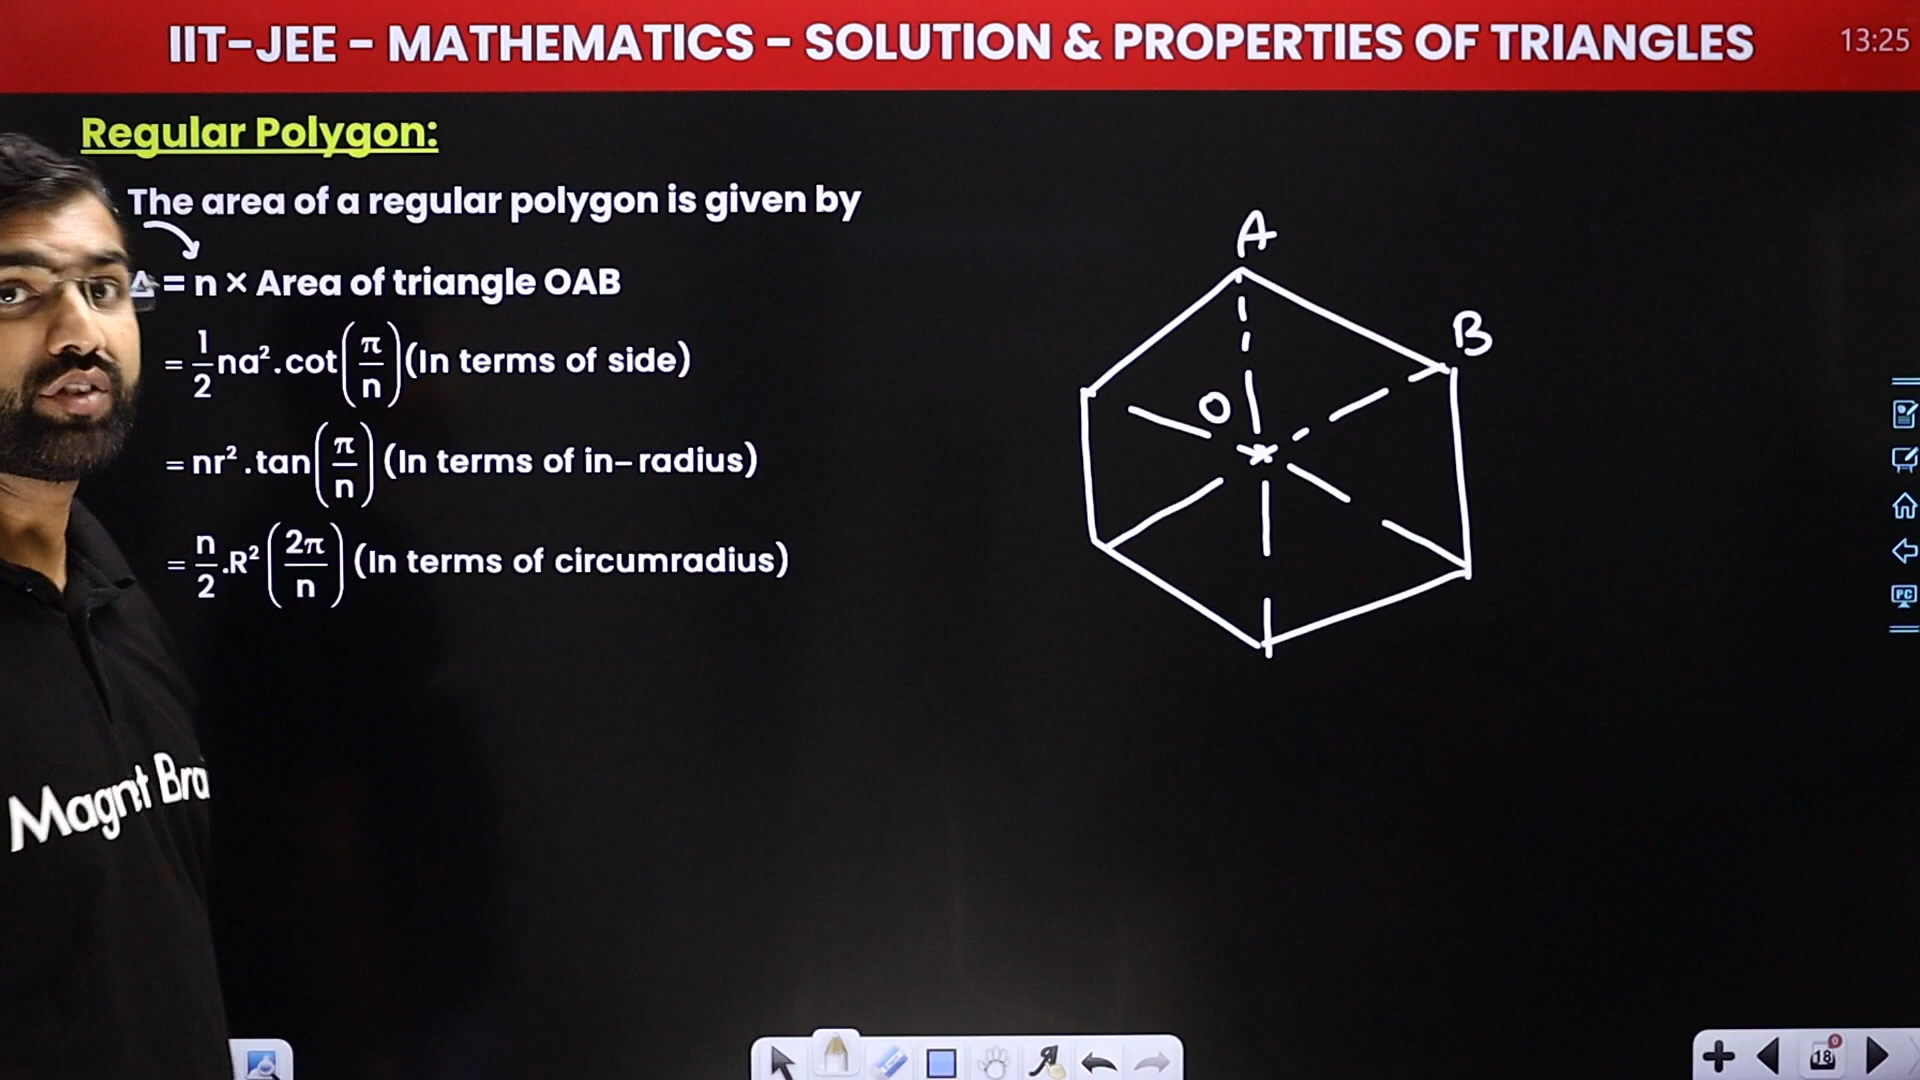 IIT-JEE - MATHEMATICS - SOLUTION & PROPERTIES OF TRIANGLES
13:25
Regular Polygon:
The area of a regular polygon is given by
Δ = n × Area of triangle OAB
= 1/2 na².cot(π/n) (In terms of side)
= nr².tan(π/n) (In terms of in-radius)
= n/2 .R² (2π/n) (In terms of circumradius)
A
B
O
Magnet Bra
PC
18
0